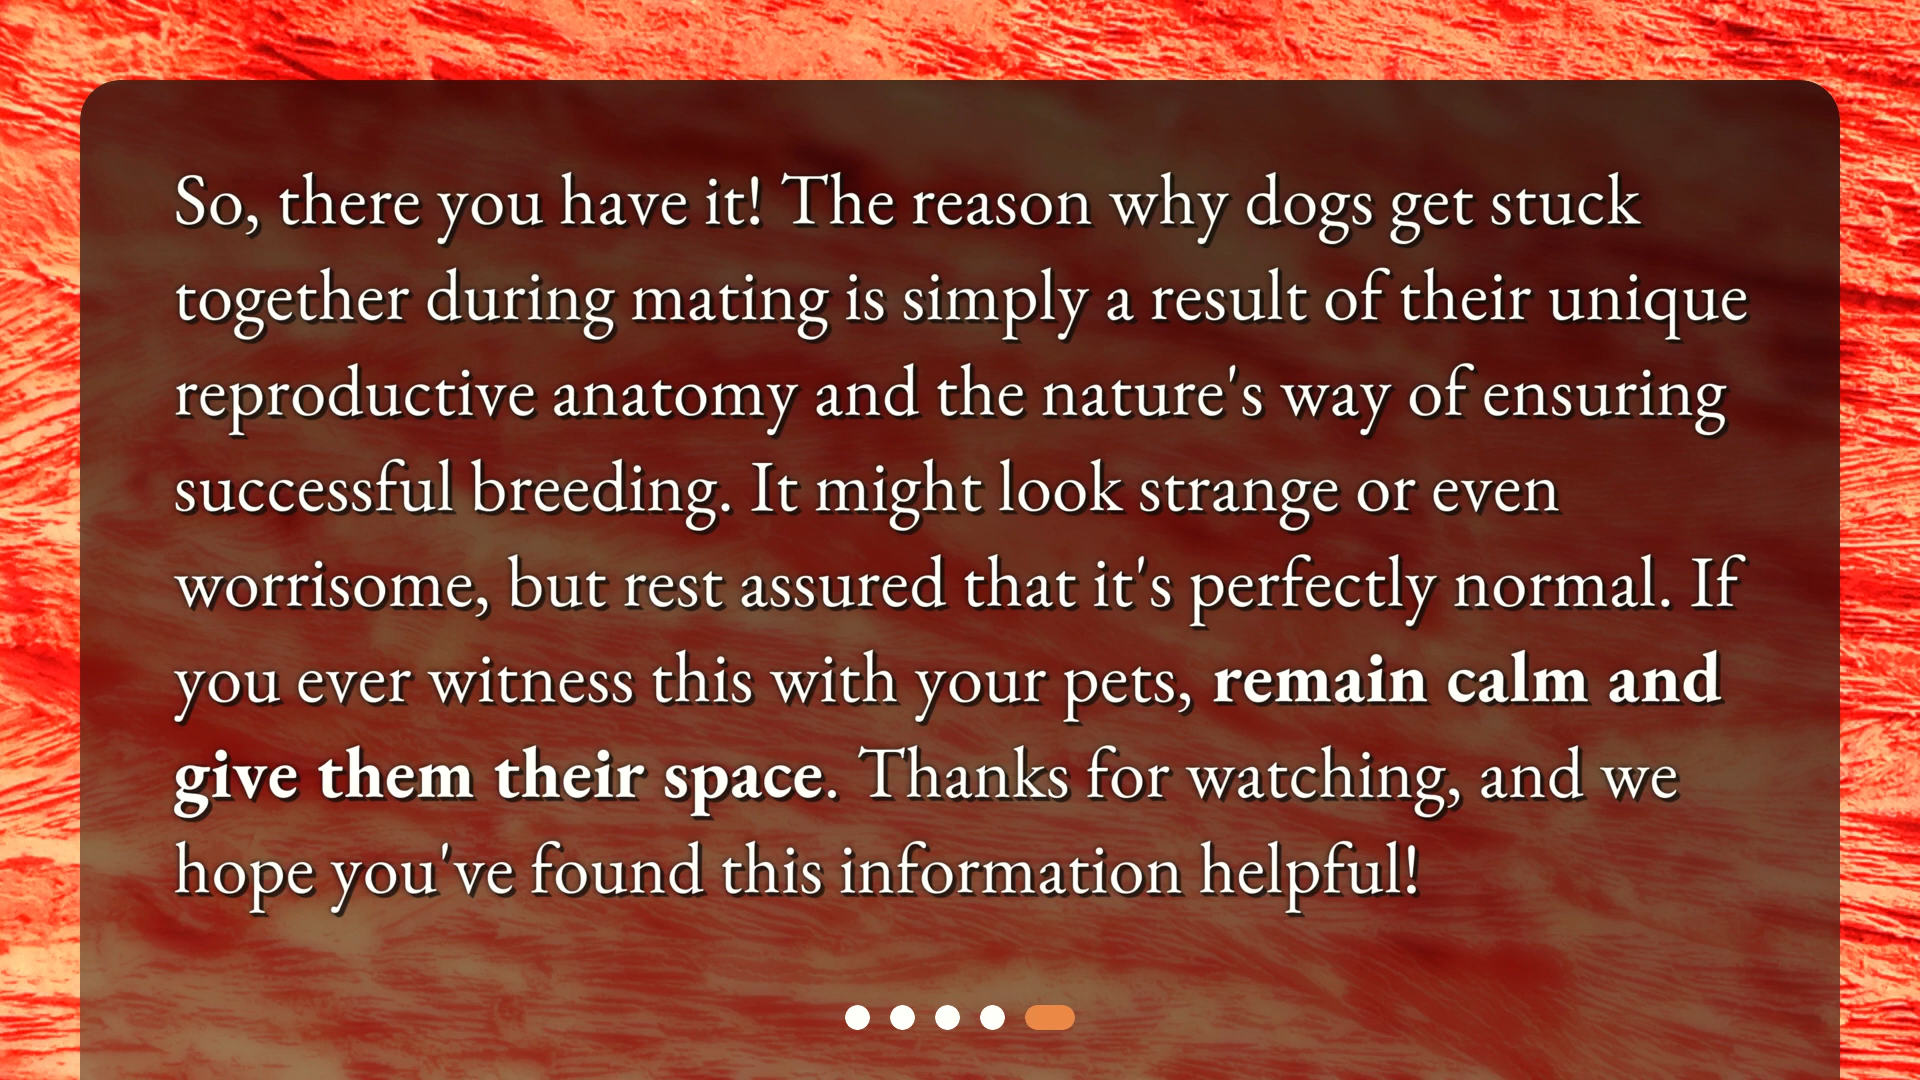 So, there you have it! The reason why dogs get stuck
together during mating is simply a result of their unique
reproductive anatomy and the nature's way of ensuring
successful breeding. It might look strange or even
worrisome, but rest assured that it's perfectly normal. If
you ever witness this with your pets, remain calm and
give them their space. Thanks for watching, and we
hope you've found this information helpful!